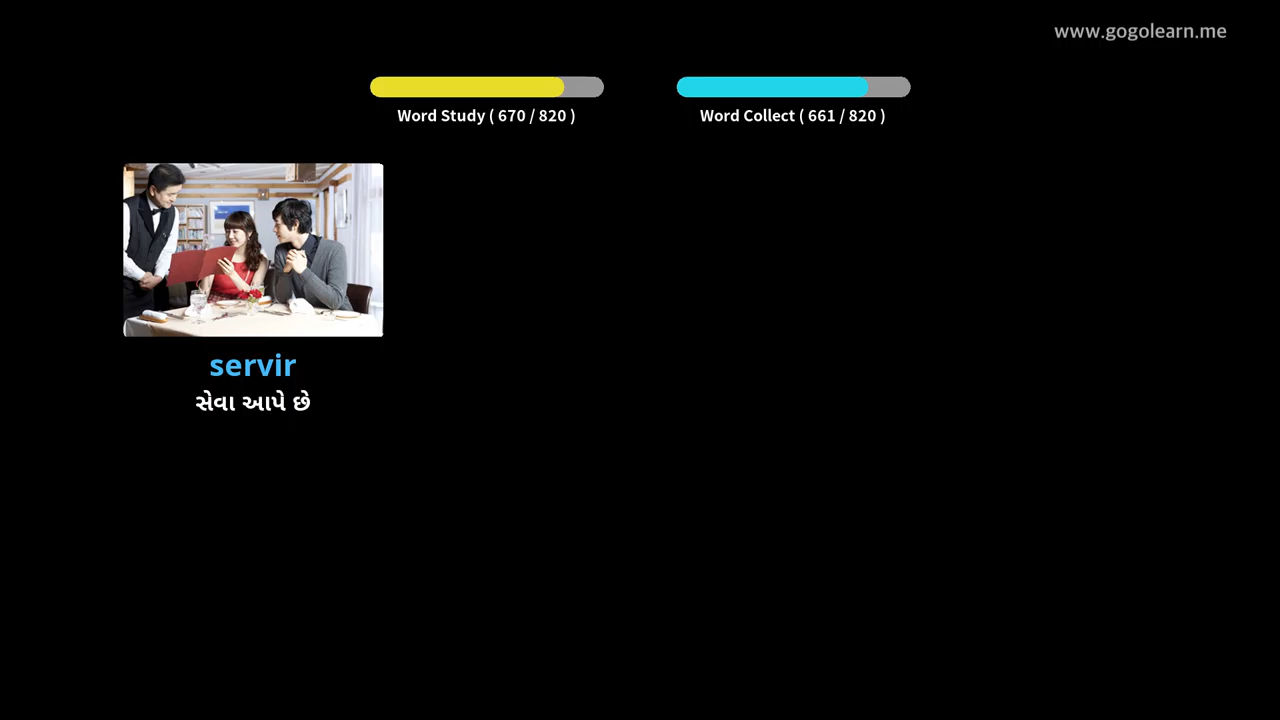 www.gogolearn.me
Word Study ( 670 / 820 )
Word Collect ( 661 / 820 )
servir
સેવા આપે છે